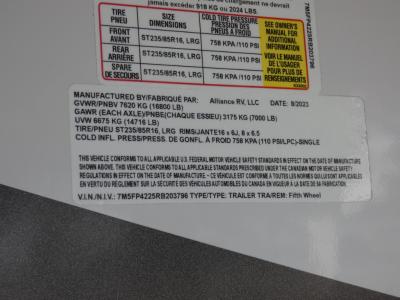 javais excéder 918 KG or 2024 LBS.
TIRE SIZE COLD TIRE PRESSURE SEE OWNER'S
PNEU DIMENSIONS PRESSION DES PNEUS A FROID MANUAL FOR
FRONT AVANT ST235/85R16, LRG 758 KPA/110 PSI ADDITIONAL INFORMATION
REAR ARRIÈRE ST235/85R16, LRG 758 KPA/110 PSI VOIR LE MANUEL DE L'USAGER
SPARE DE SECOURS ST235/85R16, LRG 758 KPA/110 PSI POUR PLUS DE RENSEIGNEMENTS
7M5FP4225RB203796
MANUFACTURED BY/FABRIQUÉ PAR: Alliance RV, LLC DATE: 8/2023
GVWR/PNBV 7620 KG (16800 LB)
GAWR (EACH AXLE)/PNBE(CHAQUE ESSIEU) 3175 KG (7000 LB)
UVW 6675 KG (14716 LB)
TIRE/PNEU ST235/85R16, LRG RIMS/JANTE16 x 6J, 8 x 6.5
COLD INFL. PRESS./PRESS. DE GONFL. À FROID 758 KPA (110 PSI/LPC)-SINGLE
THIS VEHICLE CONFORMS TO ALL APPLICABLE U.S. FEDERAL MOTOR VEHICLE SAFETY STANDARDS IN EFFECT ON THE DATE OF MANUFACTURE
SHOWN ABOVE. THIS VEHICLE CONFORMS TO ALL APPLICABLE STANDARDS PRESCRIBED UNDER THE CANADIAN MOTOR VEHICLE SAFETY
REGULATIONS IN EFFECT ON THE DATE OF MANUFACTURE ~ CE VÉHICULE EST CONFORME À TOUTES LES NORMES QUI LUI SONT APPLICABLES
EN VERTU DU RÈGLEMENT SUR LA SÉCURITÉ DES VÉHICULES AUTOMOBILES DU CANADA EN VIGUEUR À LA DATE DE SA FABRICATION.
V.I.N./N.I.V.: 7M5FP4225RB203796 TYPE/TYPE: TRAILER TRA/REM: Fifth Wheel